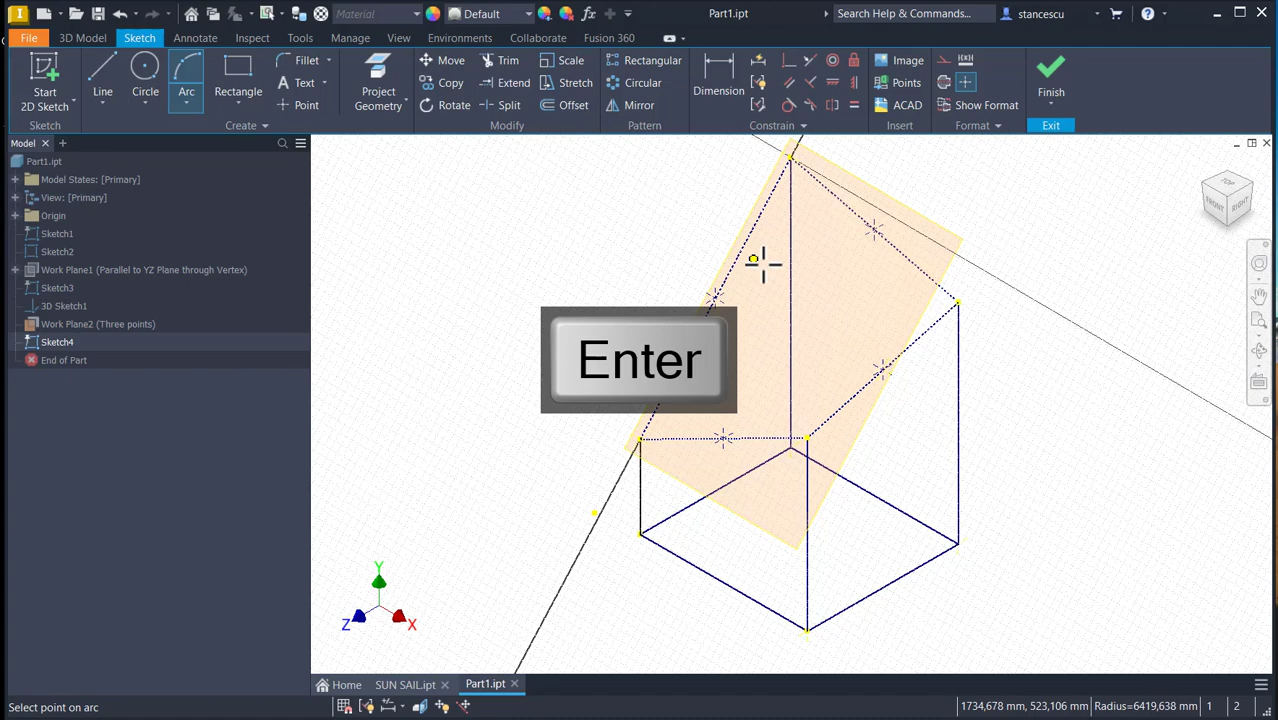 Material
Default
fx
Part1.ipt
Search Help & Commands...
stancescu
File
3D Model
Sketch
Annotate
Inspect
Tools
Manage
View
Environments
Collaborate
Fusion 360
Start
2D Sketch
Sketch
Line
Circle
Arc
Rectangle
Fillet
Text
Point
Create
Project
Geometry
Move
Copy
Rotate
Trim
Extend
Split
Scale
Stretch
Offset
Modify
Rectangular
Circular
Mirror
Pattern
Dimension
Constrain
Image
Points
ACAD
Insert
Show Format
Format
Finish
Exit
Model
Part1.ipt
Model States: [Primary]
View: [Primary]
Origin
Sketch1
Sketch2
Work Plane1 (Parallel to YZ Plane through Vertex)
Sketch3
3D Sketch1
Work Plane2 (Three points)
Sketch4
End of Part
TOP
FRONT
RIGHT
Enter
Y
Z
X
Home
SUN SAIL.ipt
Part1.ipt
Select point on arc
1734,678 mm, 523,106 mm
Radius=6419,638 mm
1
2